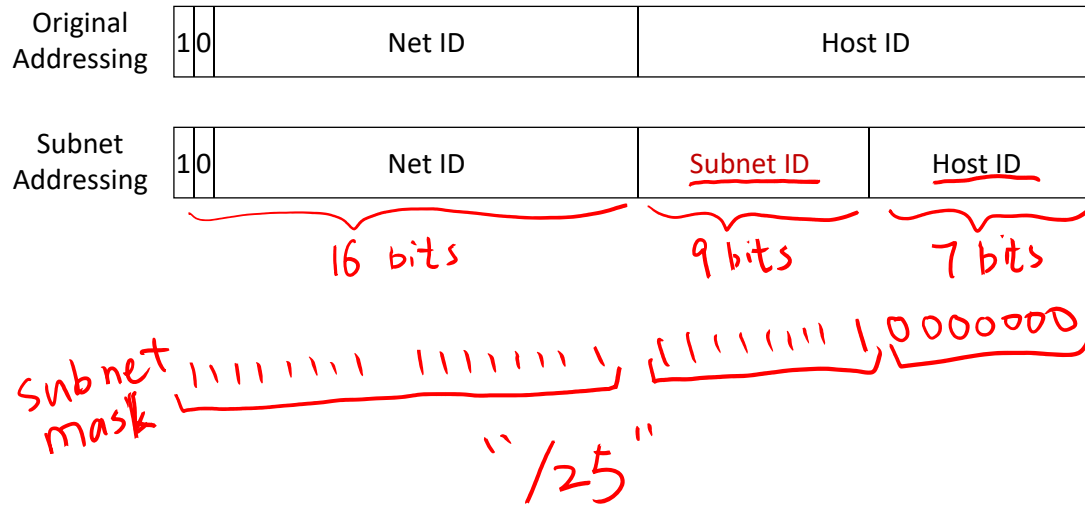 Original Addressing
1 0 Net ID Host ID
Subnet Addressing
1 0 Net ID Subnet ID Host ID
16 bits 9 bits 7 bits
subnet mask 11111111 11111111 111111111 0000000
"/25"